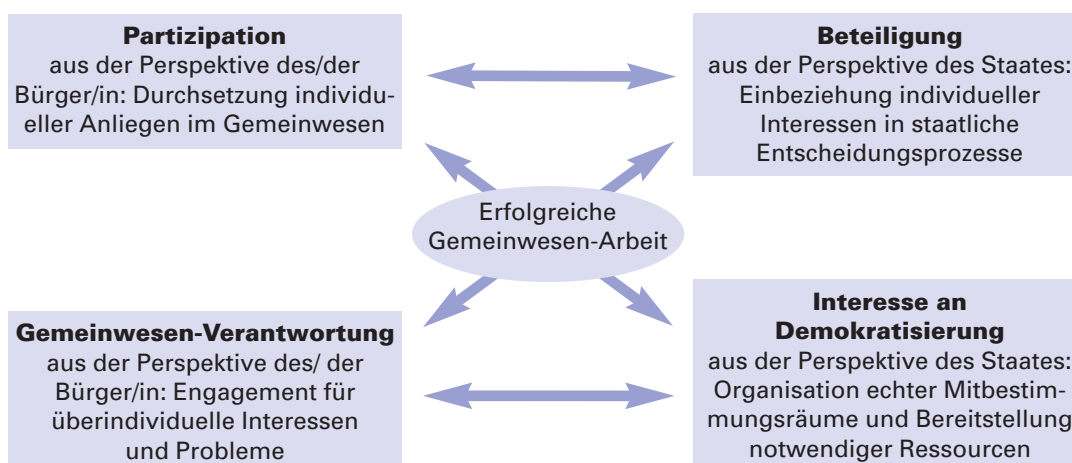 Partizipation
aus der Perspektive des/der
Bürger/in: Durchsetzung individu-
eller Anliegen im Gemeinwesen
Beteiligung
aus der Perspektive des Staates:
Einbeziehung individueller
Interessen in staatliche
Entscheidungsprozesse
Erfolgreiche
Gemeinwesen-Arbeit
Gemeinwesen-Verantwortung
aus der Perspektive des/ der
Bürger/in: Engagement für
überindividuelle Interessen
und Probleme
Interesse an
Demokratisierung
aus der Perspektive des Staates:
Organisation echter Mitbestim-
mungsräume und Bereitstellung
notwendiger Ressourcen